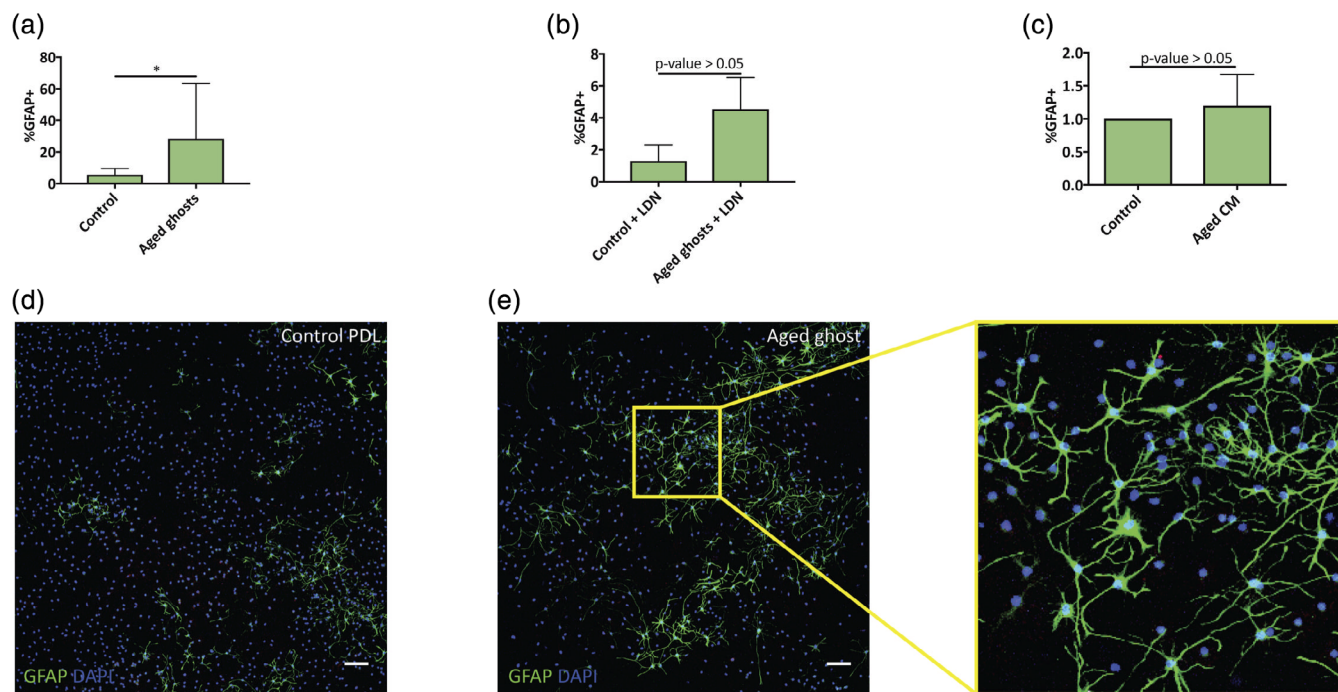 (a)
80
60
40
20
0
%GFAP+
*
Control
Aged ghosts
(b)
8
6
4
2
0
%GFAP+
p-value > 0.05
Control + LDN
Aged ghosts + LDN
(c)
2.0
1.5
1.0
0.5
0.0
%GFAP+
p-value > 0.05
Control
Aged CM
(d)
Control PDL
GFAP DAPI
(e)
Aged ghost
GFAP DAPI